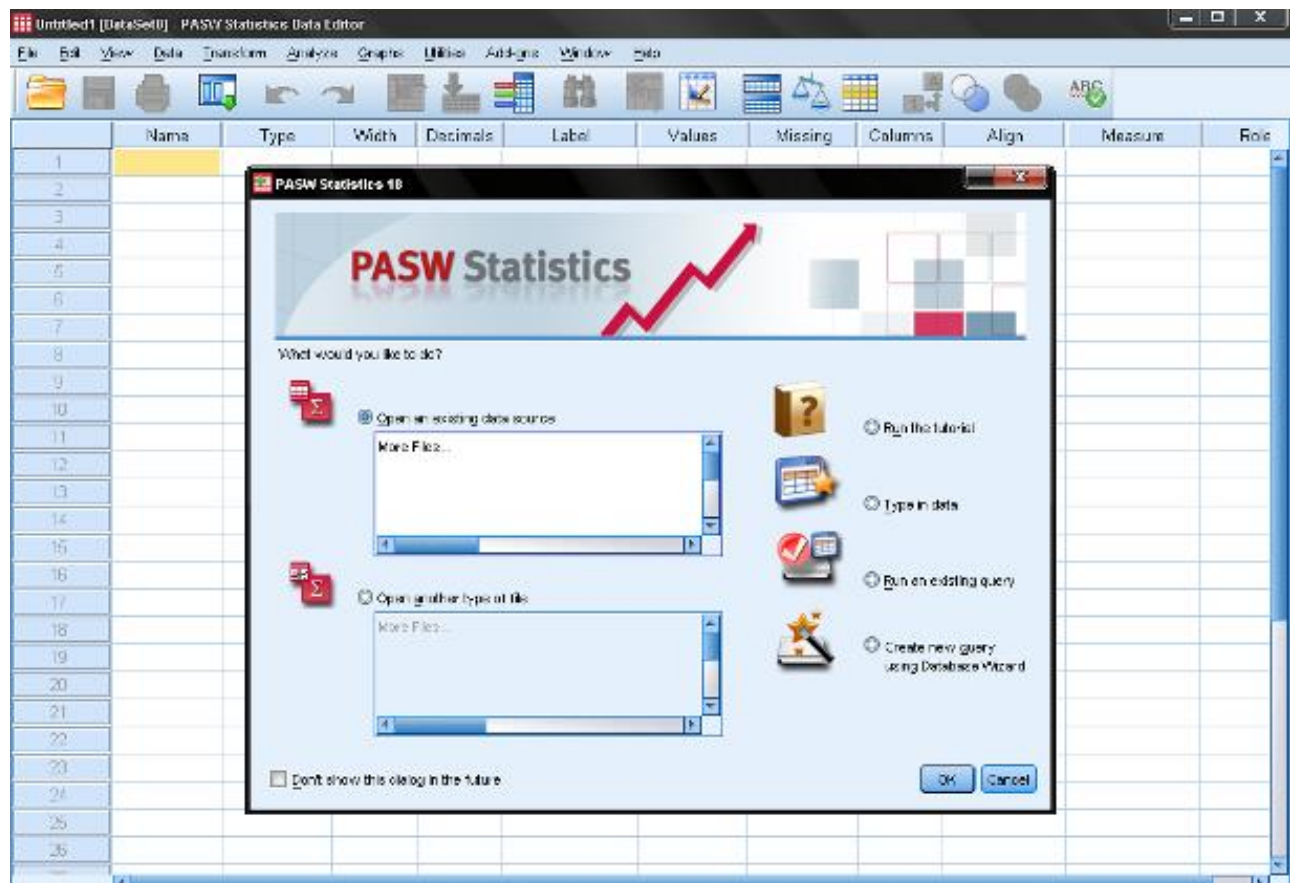 Untitled1 [DataSet0] PASW Statistics Data Editor
File Edit View Data Transform Analyze Graphs Utilities Add-ons Window Help
ABC
Name Type Width Decimals Label Values Missing Columns Align Measure Role
1
2
3
4
5
6
7
8
9
10
11
12
13
14
15
16
17
18
19
20
21
22
23
24
25
26
PASW Statistics 18
PASW Statistics
What would you like to do?
Open an existing data source
More Files...
Open another type of file
More Files...
Run the tutorial
Type in data
Run an existing query
Create new query
using Database Wizard
Don't show this dialog in the future
OK Cancel